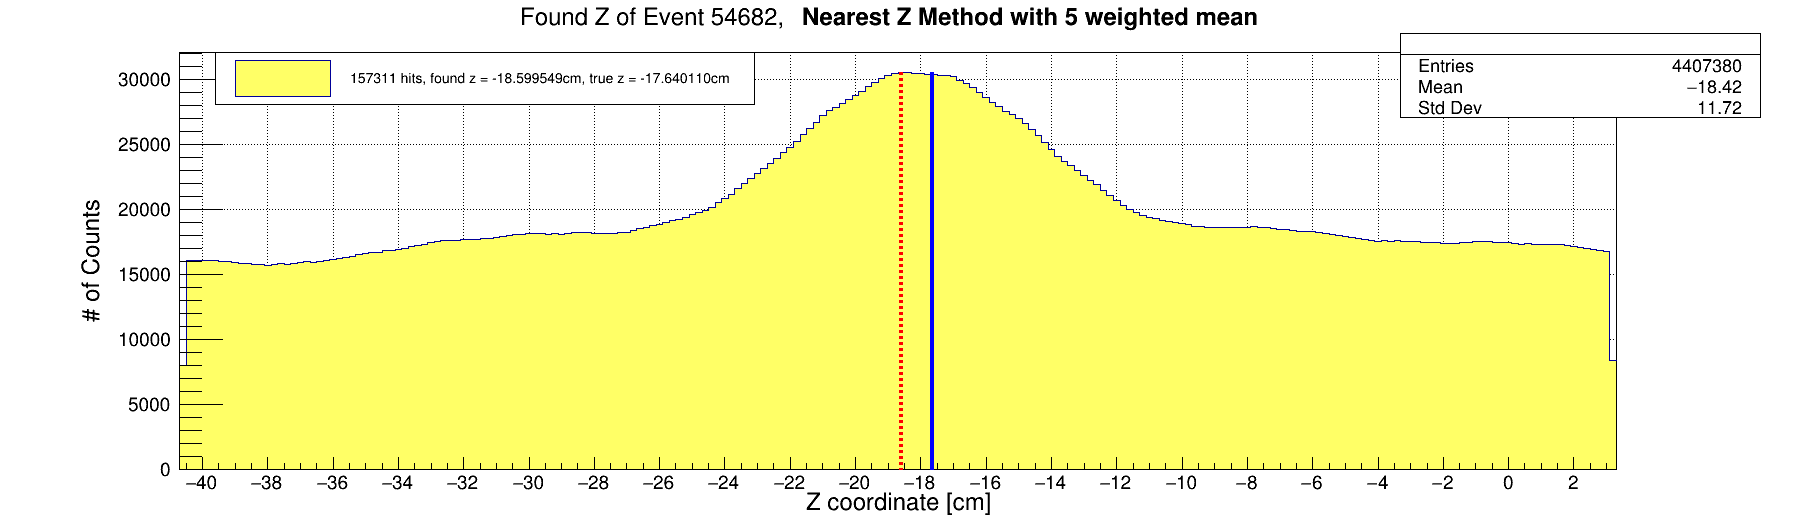 Found Z of Event 54682, Nearest Z Method with 5 weighted mean
157311 hits, found z = -18.599549cm, true z = -17.640110cm
Entries 4407380
Mean −18.42
Std Dev 11.72
# of Counts
30000
25000
20000
15000
10000
5000
0
−40 −38 −36 −34 −32 −30 −28 −26 −24 −22 −20 −18 −16 −14 −12 −10 −8 −6 −4 −2 0 2
Z coordinate [cm]